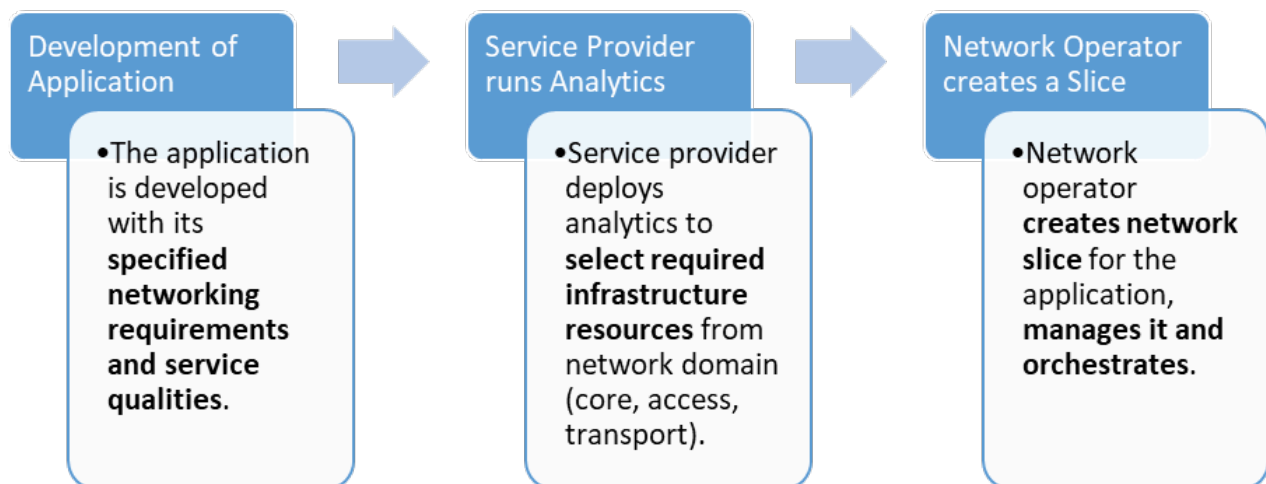 Development of
Application
•The application
is developed
with its
specified
networking
requirements
and service
qualities.
Service Provider
runs Analytics
•Service provider
deploys
analytics to
select required
infrastructure
resources from
network domain
(core, access,
transport).
Network Operator
creates a Slice
•Network
operator
creates network
slice for the
application,
manages it and
orchestrates.